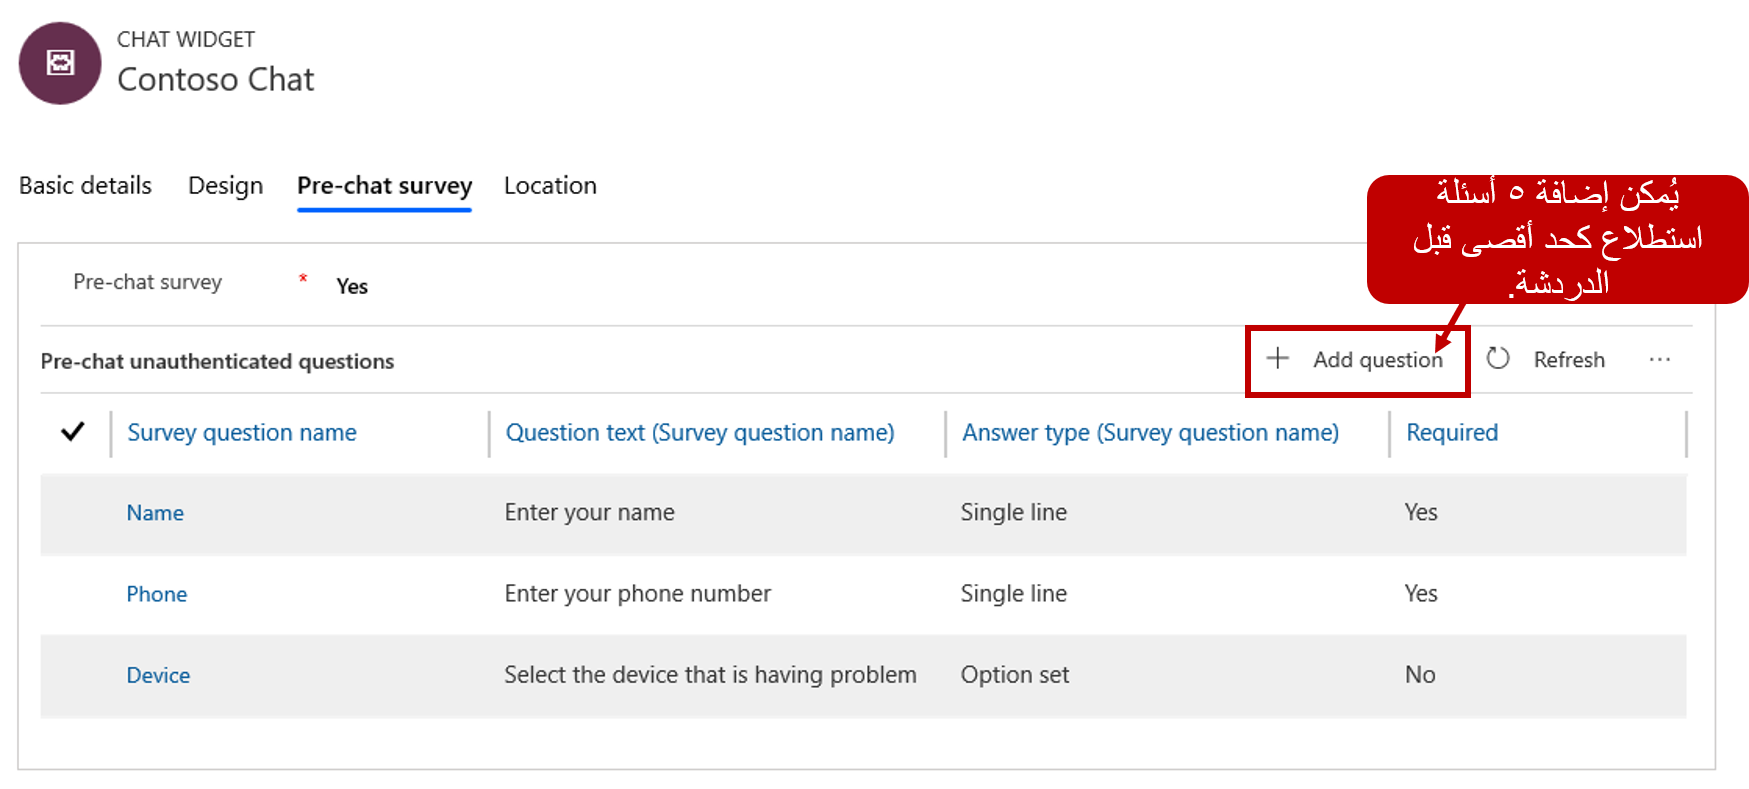 CHAT WIDGET
Contoso Chat
Basic details Design Pre-chat survey Location
يُمكن إضافة ٥ أسئلة
استطلاع كحد أقصى قبل
الدردشة.
Pre-chat survey * Yes
Pre-chat unauthenticated questions + Add question Refresh ...
Survey question name Question text (Survey question name) Answer type (Survey question name) Required
Name Enter your name Single line Yes
Phone Enter your phone number Single line Yes
Device Select the device that is having problem Option set No